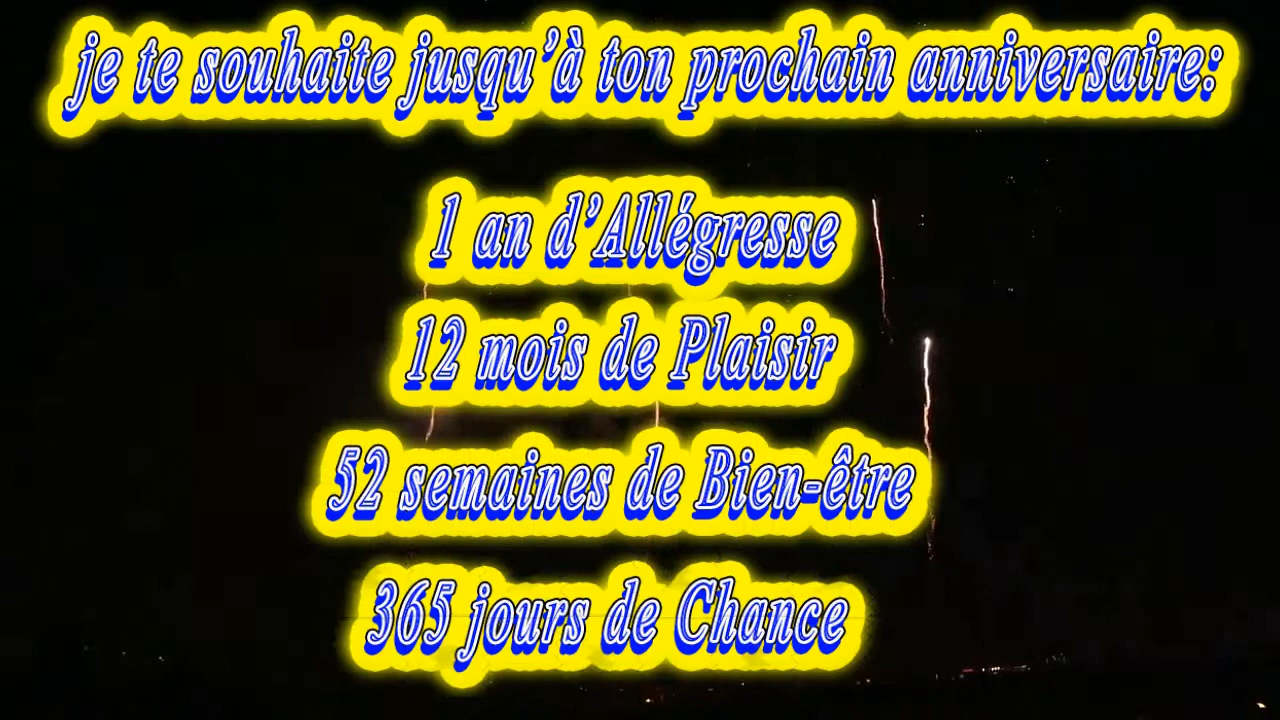 je te souhaite jusqu'à ton prochain anniversaire:
1 an d'Allégresse
12 mois de Plaisir
52 semaines de Bien-être
365 jours de Chance